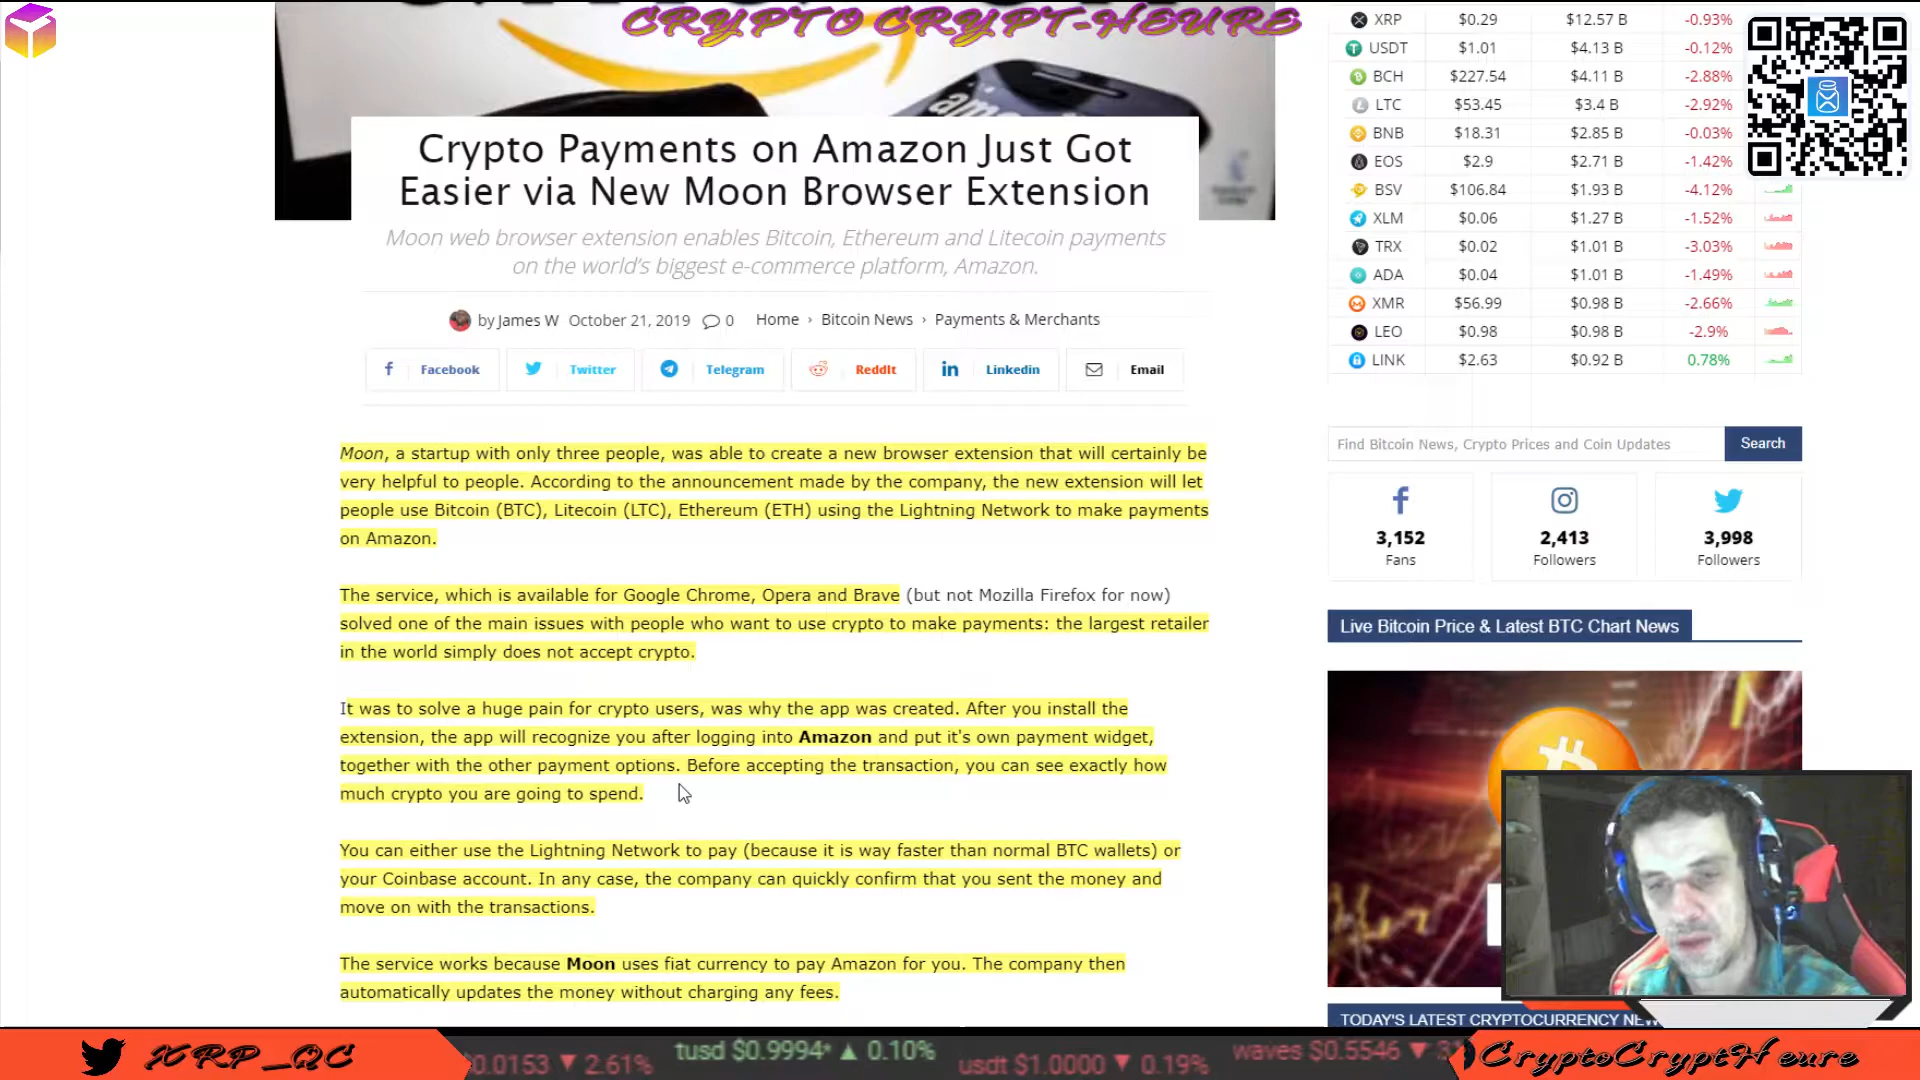 CRYPTO CRYPT-HEURE
Crypto Payments on Amazon Just Got
Easier via New Moon Browser Extension
Moon web browser extension enables Bitcoin, Ethereum and Litecoin payments
on the world's biggest e-commerce platform, Amazon.
by James W October 21, 2019 0 Home › Bitcoin News › Payments & Merchants
Facebook Twitter Telegram ReddIt Linkedin Email
Moon, a startup with only three people, was able to create a new browser extension that will certainly be
very helpful to people. According to the announcement made by the company, the new extension will let
people use Bitcoin (BTC), Litecoin (LTC), Ethereum (ETH) using the Lightning Network to make payments
on Amazon.
The service, which is available for Google Chrome, Opera and Brave (but not Mozilla Firefox for now)
solved one of the main issues with people who want to use crypto to make payments: the largest retailer
in the world simply does not accept crypto.
It was to solve a huge pain for crypto users, was why the app was created. After you install the
extension, the app will recognize you after logging into Amazon and put it's own payment widget,
together with the other payment options. Before accepting the transaction, you can see exactly how
much crypto you are going to spend.
You can either use the Lightning Network to pay (because it is way faster than normal BTC wallets) or
your Coinbase account. In any case, the company can quickly confirm that you sent the money and
move on with the transactions.
The service works because Moon uses fiat currency to pay Amazon for you. The company then
automatically updates the money without charging any fees.
XRP $0.29 $12.57 B -0.93%
USDT $1.01 $4.13 B -0.12%
BCH $227.54 $4.11 B -2.88%
LTC $53.45 $3.4 B -2.92%
BNB $18.31 $2.85 B -0.03%
EOS $2.9 $2.71 B -1.42%
BSV $106.84 $1.93 B -4.12%
XLM $0.06 $1.27 B -1.52%
TRX $0.02 $1.01 B -3.03%
ADA $0.04 $1.01 B -1.49%
XMR $56.99 $0.98 B -2.66%
LEO $0.98 $0.98 B -2.9%
LINK $2.63 $0.92 B 0.78%
Find Bitcoin News, Crypto Prices and Coin Updates Search
3,152 2,413 3,998
Fans Followers Followers
Live Bitcoin Price & Latest BTC Chart News
TODAY'S LATEST CRYPTOCURRENCY
XRP_QC
0.0153 ▼ 2.61% tusd $0.9994* ▲ 0.10% usdt $1.0000 ▼ 0.19% waves $0.5546 ▼
CryptoCryptHeure